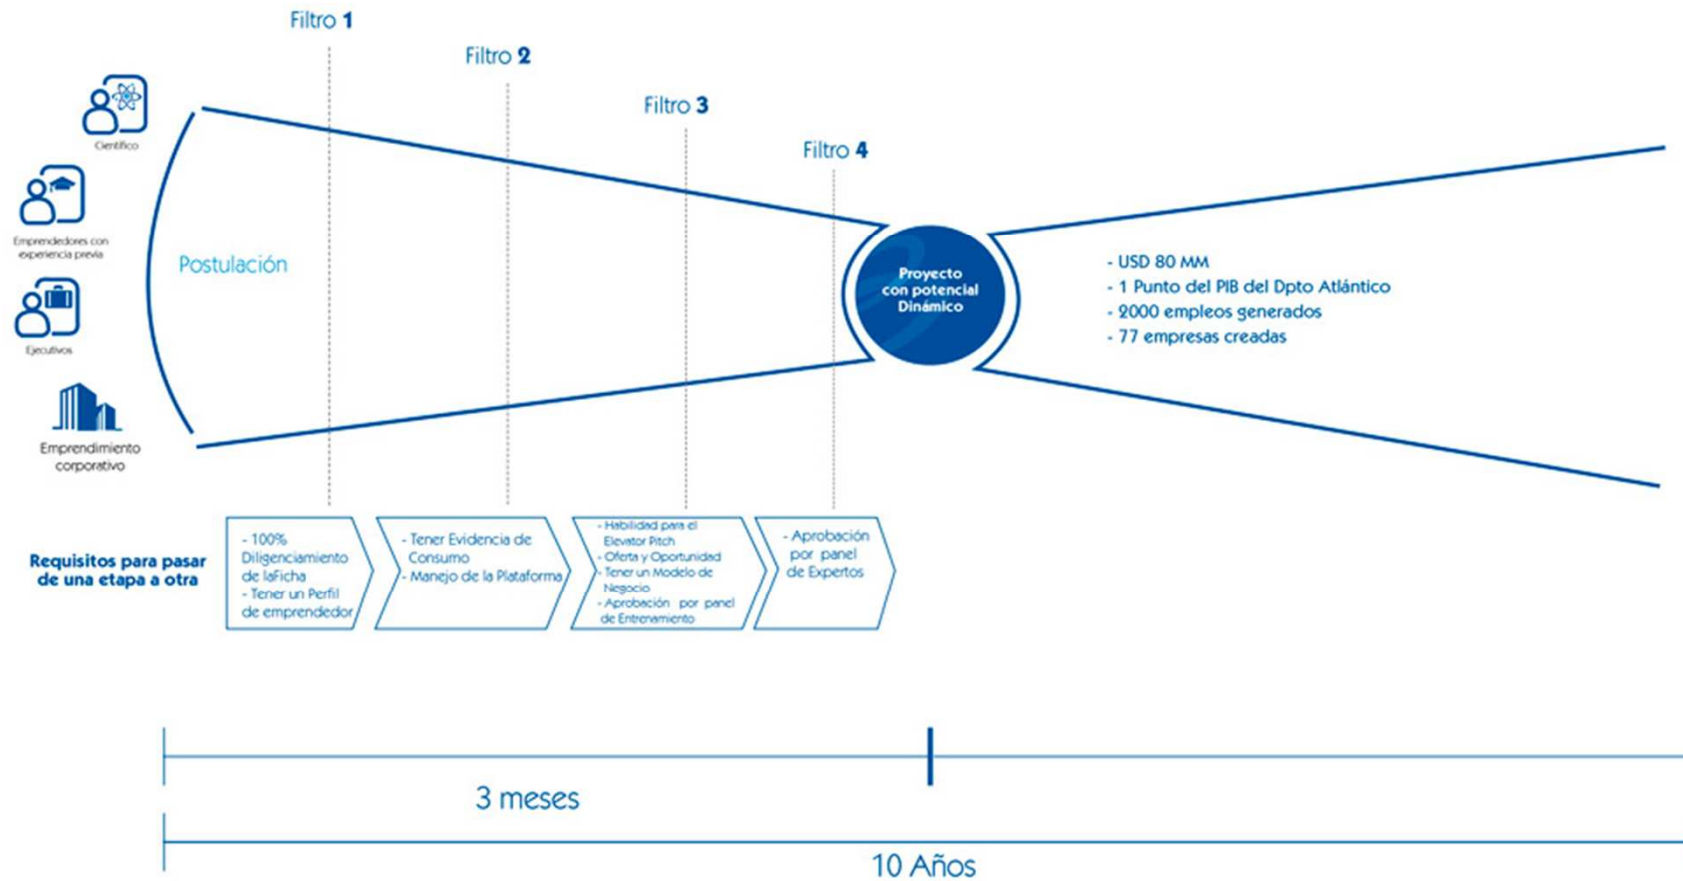 Filtro 1
Filtro 2
Filtro 3
Filtro 4
Científico
Emprendedores con
experiencia previa
Ejecutivos
Emprendimiento
corporativo
Postulación
Proyecto
con potencial
Dinámico
- USD 80 MM
- 1 Punto del PIB del Dpto Atlántico
- 2000 empleos generados
- 77 empresas creadas
Requisitos para pasar
de una etapa a otra
- 100%
Diligenciamiento
de laFicha
- Tener un Perfil
de emprendedor
- Tener Evidencia de
Consumo
- Manejo de la Plataforma
- Habilidad para el
Elevator Pitch
- Oferta y Oportunidad
- Tener un Modelo de
Negocio
- Aprobación por panel
de Entrenamiento
- Aprobación
por panel
de Expertos
3 meses
10 Años